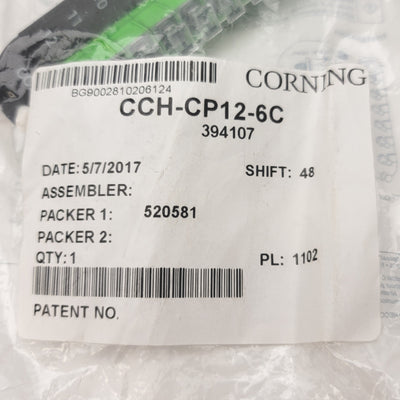 BG9002810206124
CORNING
CCH-CP12-6C
394107
DATE: 5/7/2017 SHIFT: 48
ASSEMBLER:
PACKER 1: 520581
PACKER 2:
QTY: 1 PL: 1102
PATENT NO.